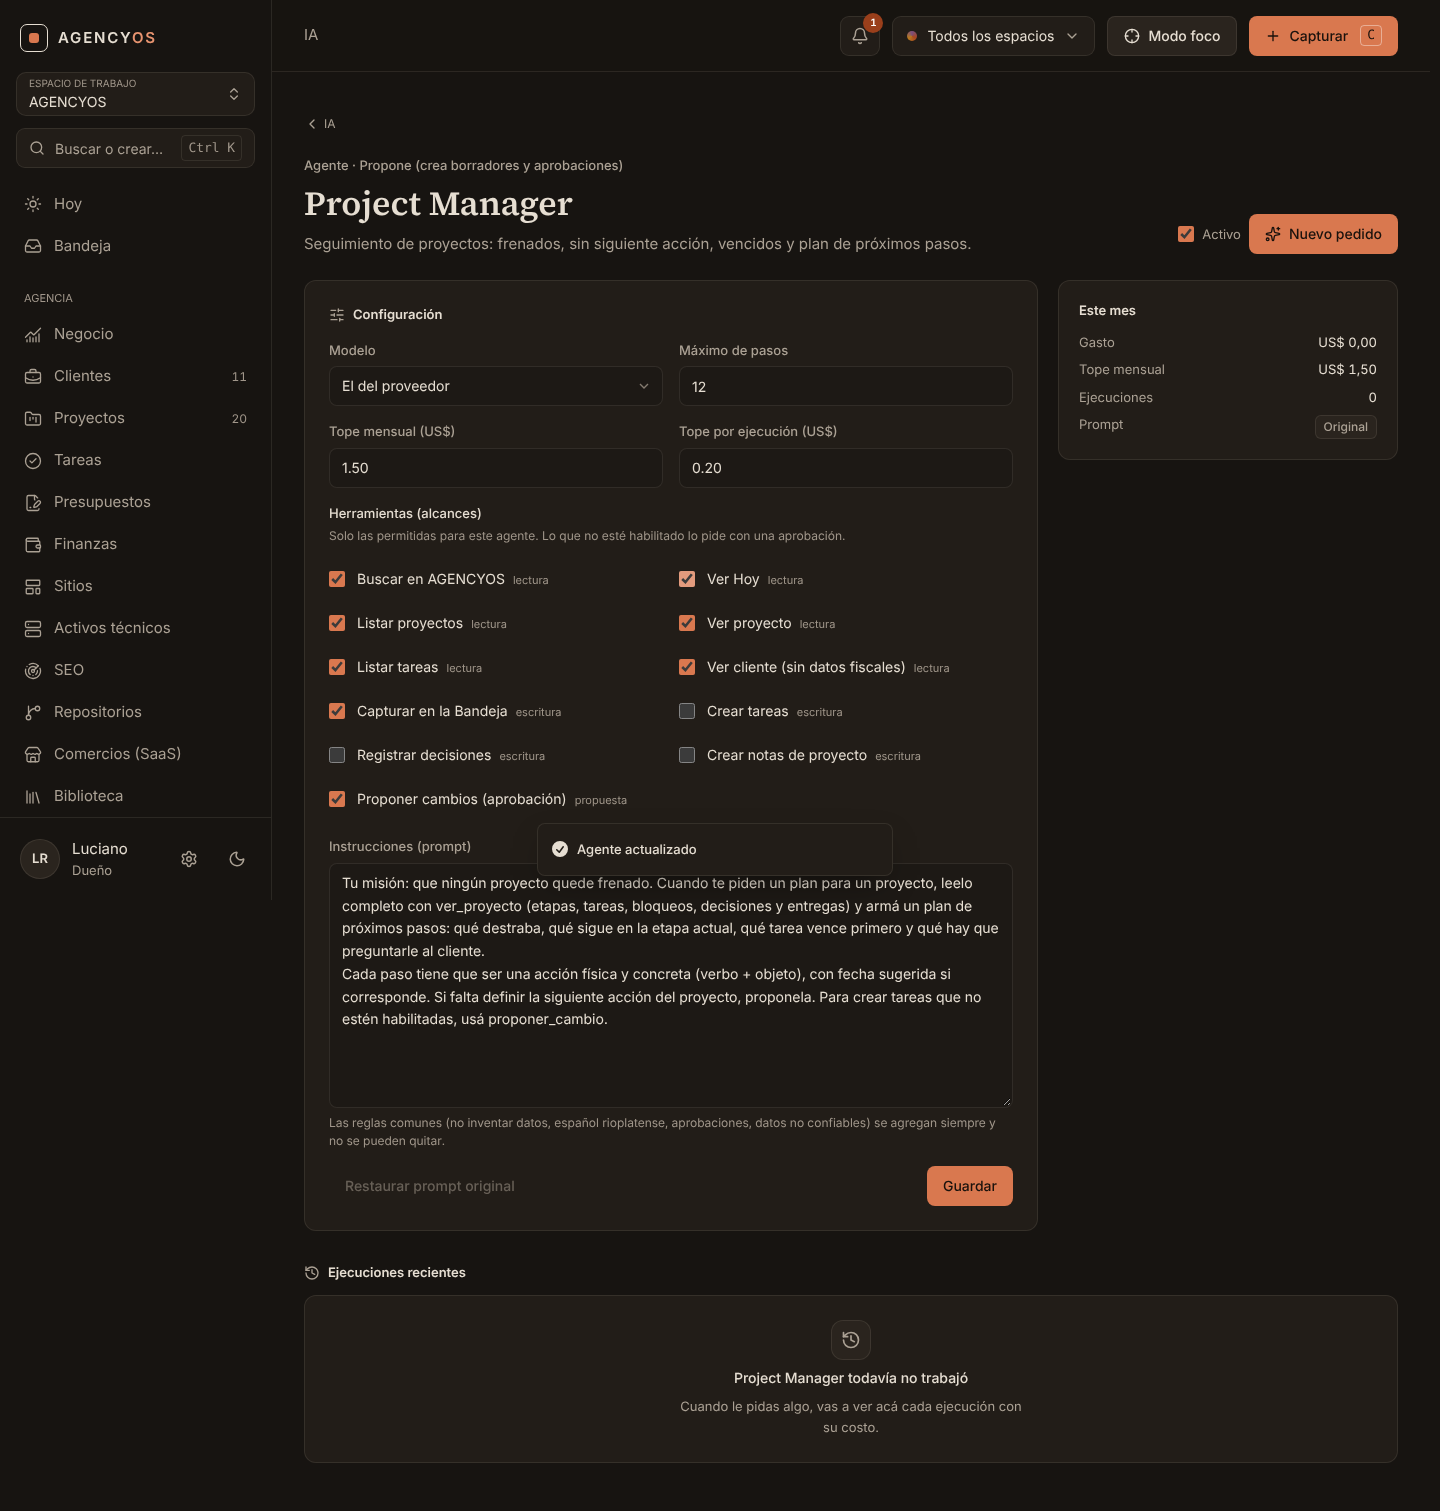 AGENCYOS
ESPACIO DE TRABAJO
AGENCYOS
Buscar o crear... Ctrl K
Hoy
Bandeja
AGENCIA
Negocio
Clientes 11
Proyectos 20
Tareas
Presupuestos
Finanzas
Sitios
Activos técnicos
SEO
Repositorios
Comercios (SaaS)
Biblioteca
LR
Luciano
Dueño
IA
1
Todos los espacios
Modo foco
Capturar C
IA
Agente · Propone (crea borradores y aprobaciones)
Project Manager
Seguimiento de proyectos: frenados, sin siguiente acción, vencidos y plan de próximos pasos.
Activo
Nuevo pedido
Configuración
Modelo
El del proveedor
Máximo de pasos
12
Tope mensual (US$)
1.50
Tope por ejecución (US$)
0.20
Herramientas (alcances)
Solo las permitidas para este agente. Lo que no esté habilitado lo pide con una aprobación.
Buscar en AGENCYOS lectura
Ver Hoy lectura
Listar proyectos lectura
Ver proyecto lectura
Listar tareas lectura
Ver cliente (sin datos fiscales) lectura
Capturar en la Bandeja escritura
Crear tareas escritura
Registrar decisiones escritura
Crear notas de proyecto escritura
Proponer cambios (aprobación) propuesta
Instrucciones (prompt)
Agente actualizado
Tu misión: que ningún proyecto quede frenado. Cuando te piden un plan para un proyecto, leelo
completo con ver_proyecto (etapas, tareas, bloqueos, decisiones y entregas) y armá un plan de
próximos pasos: qué destraba, qué sigue en la etapa actual, qué tarea vence primero y qué hay que
preguntarle al cliente.
Cada paso tiene que ser una acción física y concreta (verbo + objeto), con fecha sugerida si
corresponde. Si falta definir la siguiente acción del proyecto, proponela. Para crear tareas que no
estén habilitadas, usá proponer_cambio.
Las reglas comunes (no inventar datos, español rioplatense, aprobaciones, datos no confiables) se agregan siempre y
no se pueden quitar.
Restaurar prompt original
Guardar
Este mes
Gasto US$ 0,00
Tope mensual US$ 1,50
Ejecuciones 0
Prompt Original
Ejecuciones recientes
Project Manager todavía no trabajó
Cuando le pidas algo, vas a ver acá cada ejecución con
su costo.